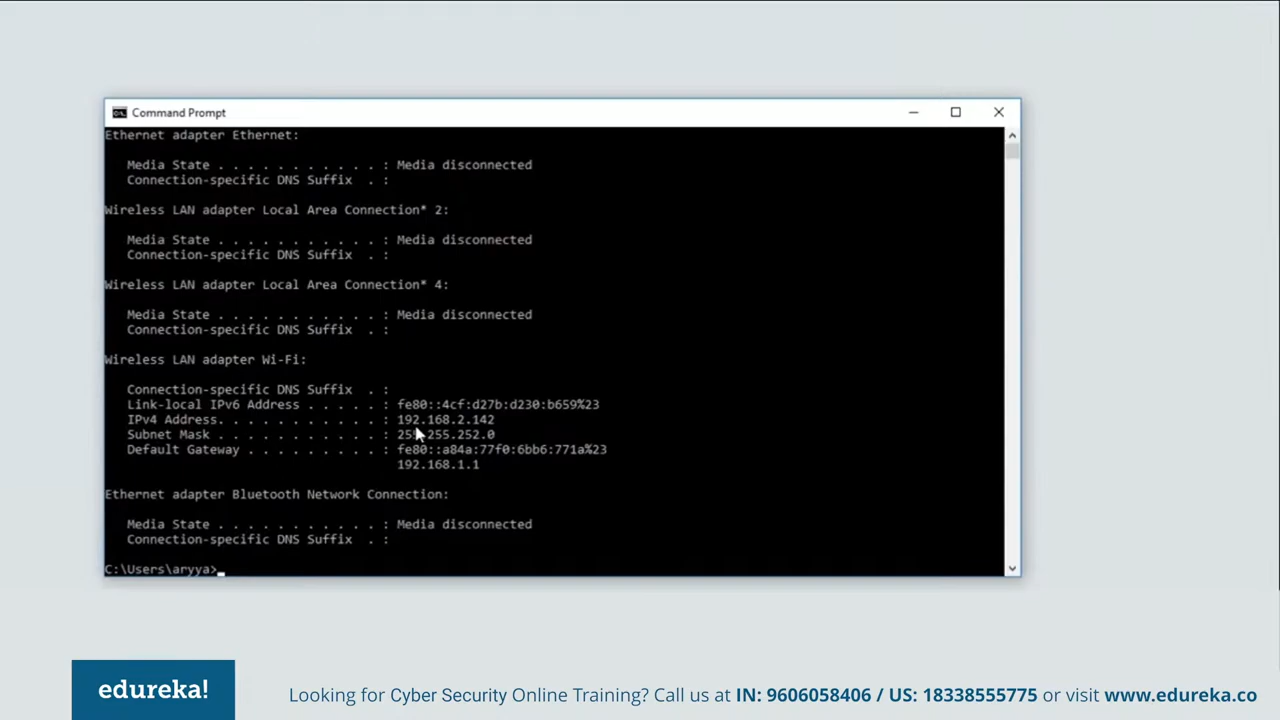 Command Prompt
Ethernet adapter Ethernet:
Media State . . . . . . . . . . . : Media disconnected
Connection-specific DNS Suffix  . :
Wireless LAN adapter Local Area Connection* 2:
Media State . . . . . . . . . . . : Media disconnected
Connection-specific DNS Suffix  . :
Wireless LAN adapter Local Area Connection* 4:
Media State . . . . . . . . . . . : Media disconnected
Connection-specific DNS Suffix  . :
Wireless LAN adapter Wi-Fi:
Connection-specific DNS Suffix  . :
Link-local IPv6 Address . . . . . : fe80::4cf:d27b:d230:b659%23
IPv4 Address. . . . . . . . . . . : 192.168.2.142
Subnet Mask . . . . . . . . . . . : 255.255.252.0
Default Gateway . . . . . . . . . : fe80::a84a:77f0:6bb6:771a%23
192.168.1.1
Ethernet adapter Bluetooth Network Connection:
Media State . . . . . . . . . . . : Media disconnected
Connection-specific DNS Suffix  . :
C:\Users\aryya>
edureka!
Looking for Cyber Security Online Training? Call us at IN: 9606058406 / US: 18338555775 or visit www.edureka.co